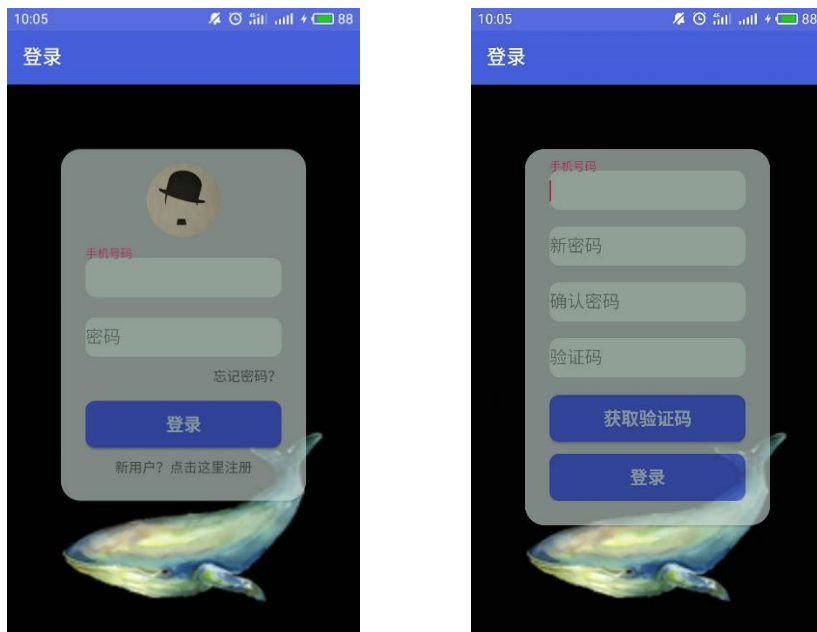 10:05
88
登录
手机号码
密码
忘记密码?
登录
新用户？点击这里注册
10:05
88
登录
手机号码
新密码
确认密码
验证码
获取验证码
登录